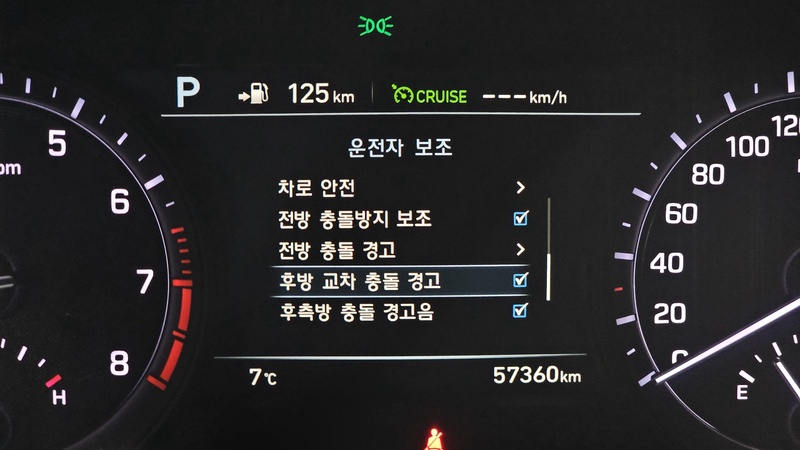 P 125 km CRUISE ---km/h
운전자 보조
차로 안전
전방 충돌방지 보조
전방 충돌 경고
후방 교차 충돌 경고
후측방 충돌 경고음
7℃ 57360km
5
6
7
8
H
120
100
80
60
40
20
0
E